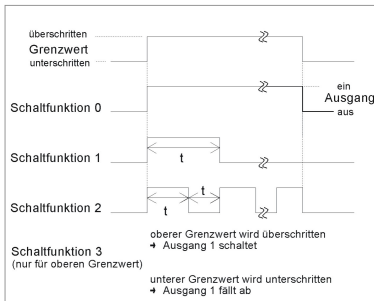 überschritten
Grenzwert
unterschritten
ein
Ausgang
aus
Schaltfunktion 0
Schaltfunktion 1
t
Schaltfunktion 2
t
t
Schaltfunktion 3
(nur für oberen Grenzwert)
oberer Grenzwert wird überschritten
➔ Ausgang 1 schaltet
unterer Grenzwert wird unterschritten
➔ Ausgang 1 fällt ab